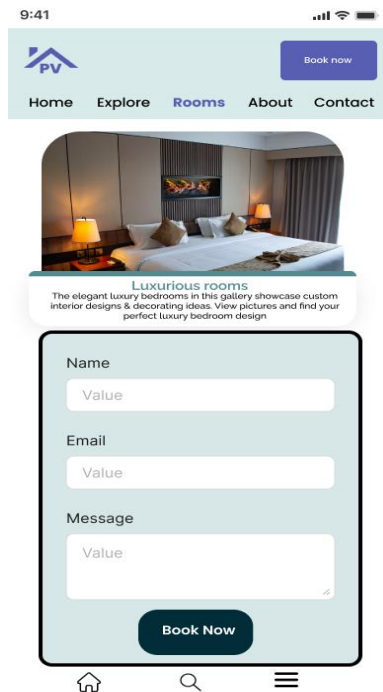 9:41
PV
Book now
Home Explore Rooms About Contact
Luxurious rooms
The elegant luxury bedrooms in this gallery showcase custom
interior designs & decorating ideas. View pictures and find your
perfect luxury bedroom design
Name
Value
Email
Value
Message
Value
Book Now